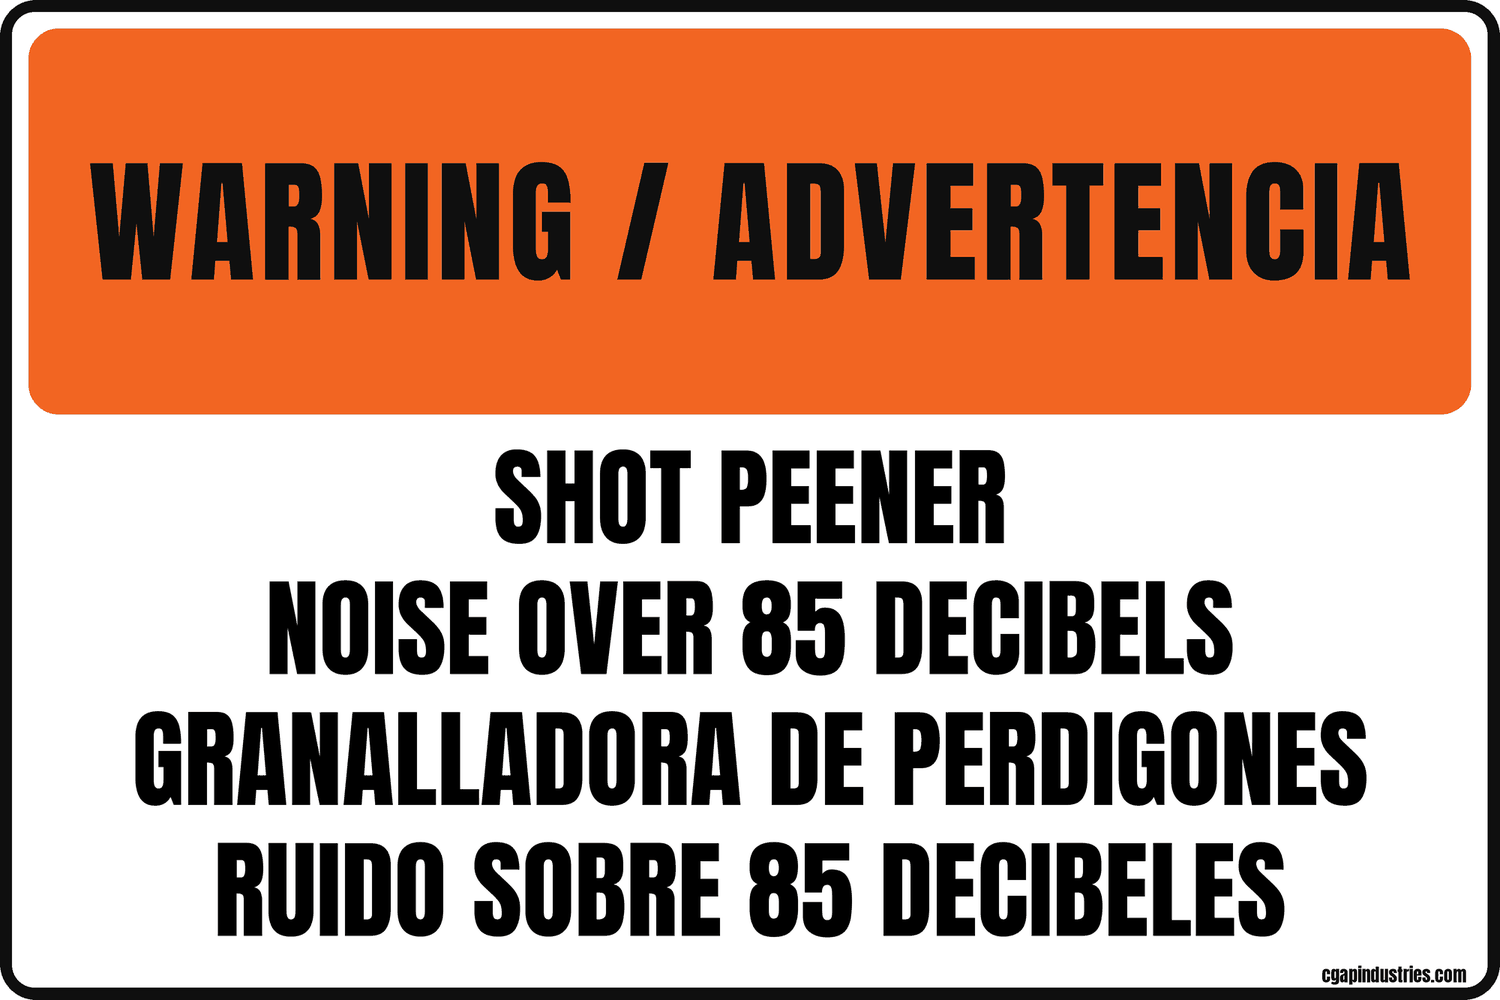 WARNING / ADVERTENCIA
SHOT PEENER
NOISE OVER 85 DECIBELS
GRANALLADORA DE PERDIGONES
RUIDO SOBRE 85 DECIBELES
cgapindustries.com